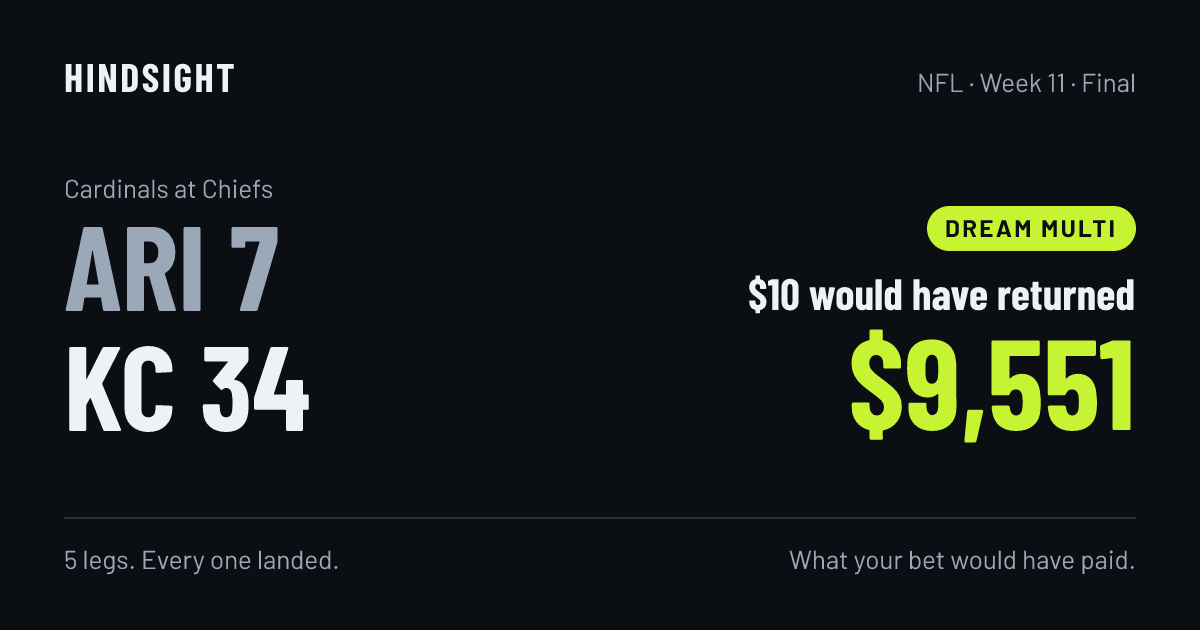 HINDSIGHT
NFL · Week 11 · Final
Cardinals at Chiefs
ARI 7
KC 34
DREAM MULTI
$10 would have returned
$9,551
5 legs. Every one landed.
What your bet would have paid.